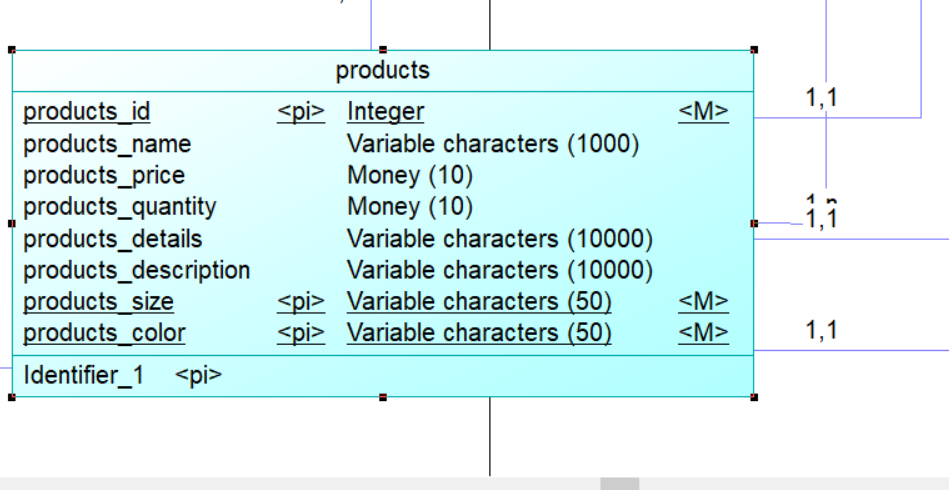 products
products_id <pi> Integer <M>
products_name Variable characters (1000)
products_price Money (10)
products_quantity Money (10)
products_details Variable characters (10000)
products_description Variable characters (10000)
products_size <pi> Variable characters (50) <M>
products_color <pi> Variable characters (50) <M>
Identifier_1 <pi>
1,1
1,1
1,1